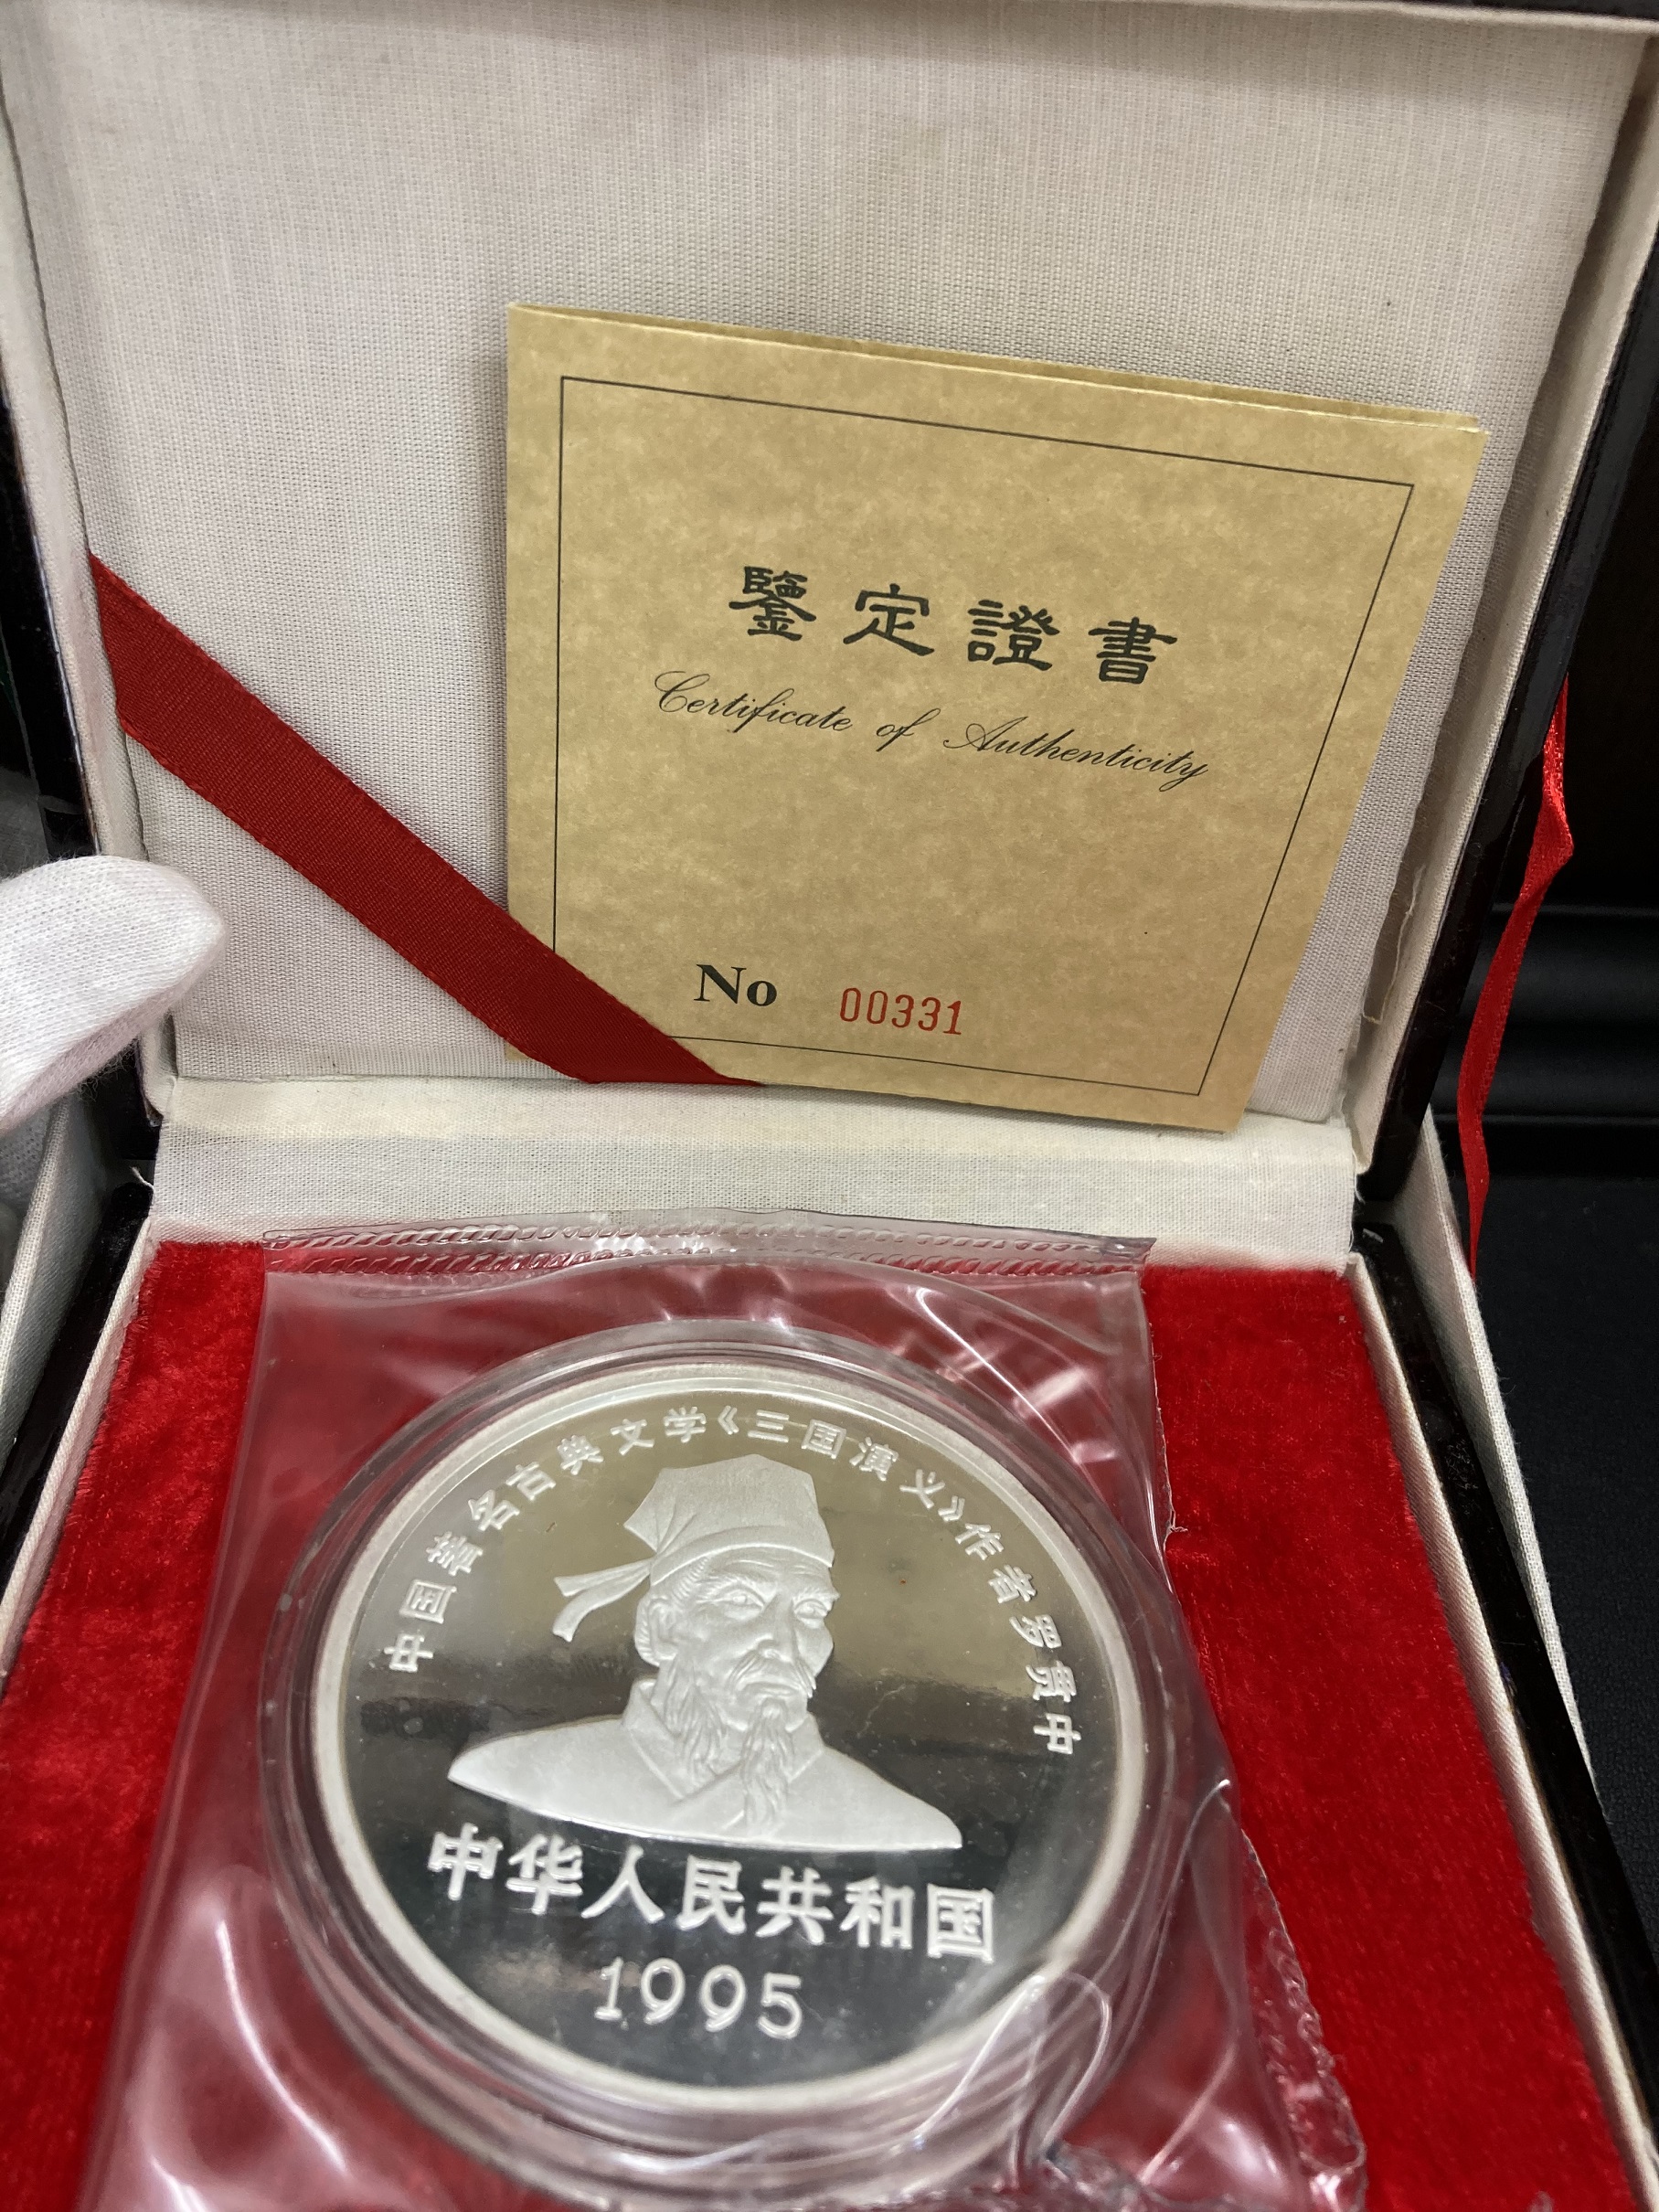 鑒定證書
Certificate of Authenticity
No 00331
中国著名古典文学《三国演义》作者罗贯中
中华人民共和国
1995